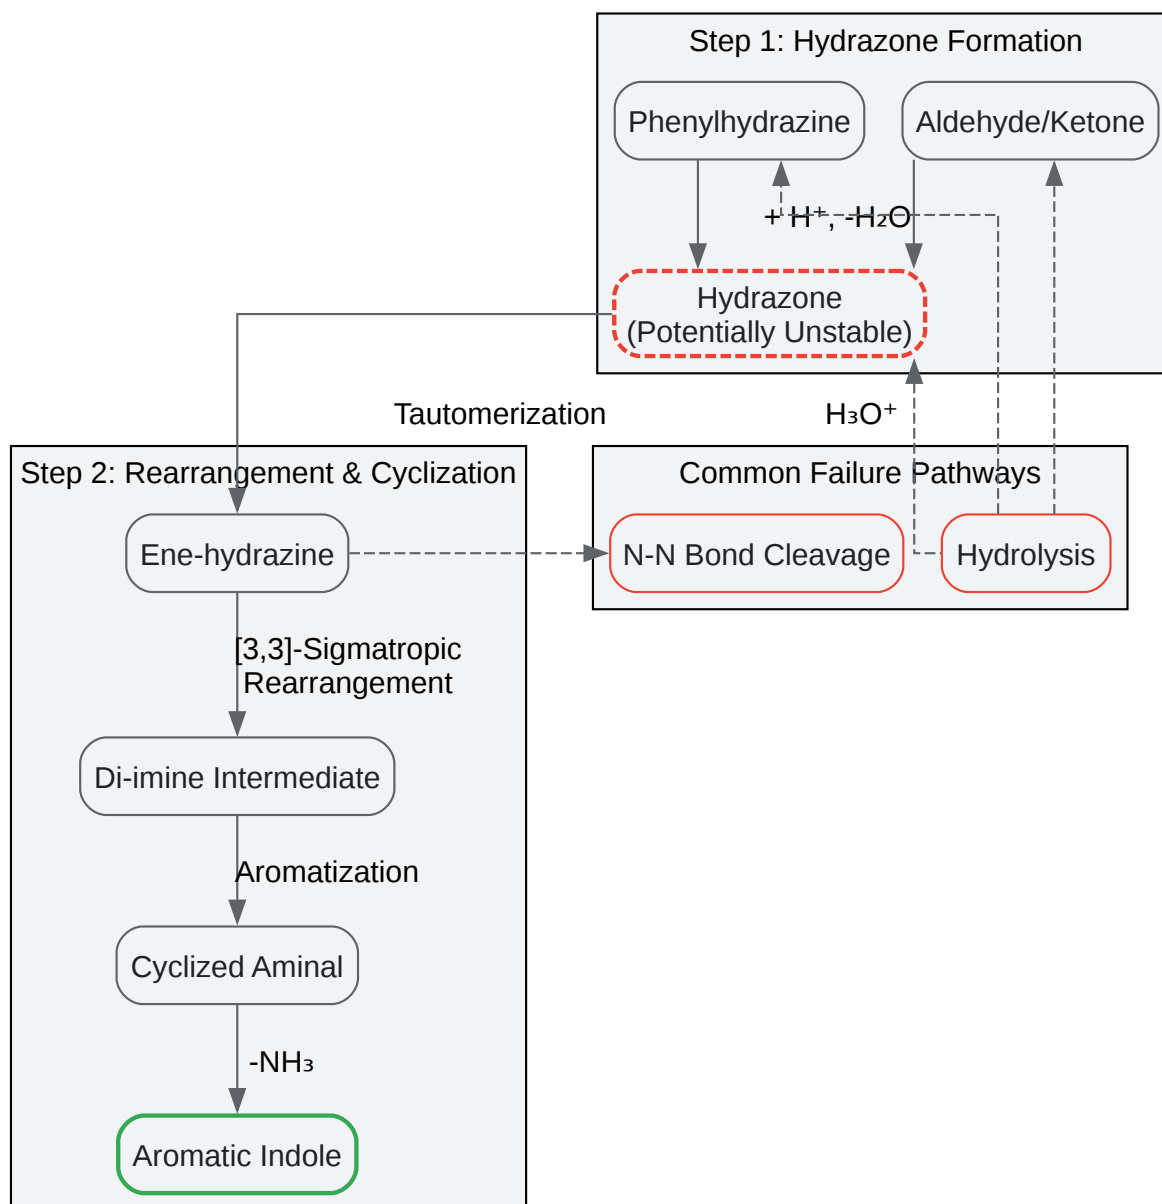 Step 1: Hydrazone Formation
Phenylhydrazine
Aldehyde/Ketone
+ H⁺, -H₂O
Hydrazone
(Potentially Unstable)
Tautomerization
H₃O⁺
Step 2: Rearrangement & Cyclization
Common Failure Pathways
Ene-hydrazine
N-N Bond Cleavage
Hydrolysis
[3,3]-Sigmatropic
Rearrangement
Di-imine Intermediate
Aromatization
Cyclized Aminal
-NH₃
Aromatic Indole